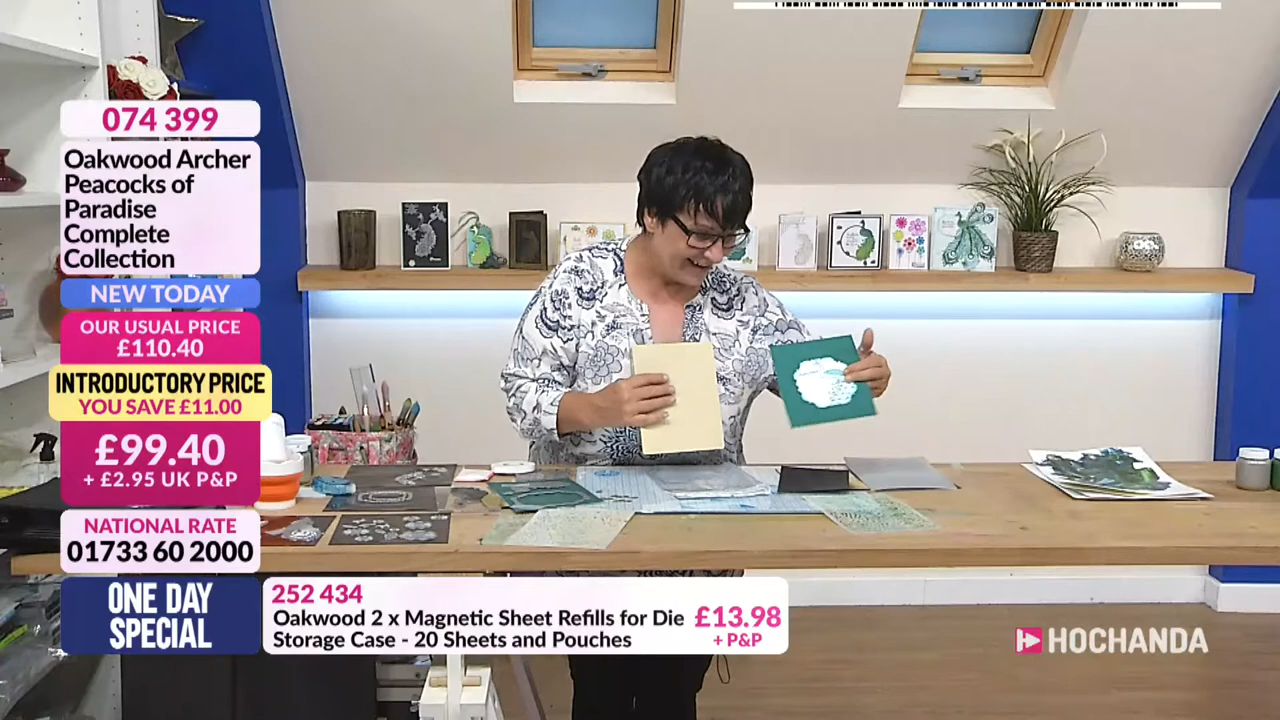 074 399
Oakwood Archer
Peacocks of
Paradise
Complete
Collection
NEW TODAY
OUR USUAL PRICE
£110.40
INTRODUCTORY PRICE
YOU SAVE £11.00
£99.40
+ £2.95 UK P&P
NATIONAL RATE
01733 60 2000
ONE DAY
SPECIAL
252 434
Oakwood 2 x Magnetic Sheet Refills for Die
Storage Case - 20 Sheets and Pouches
£13.98
+ P&P
HOCHANDA